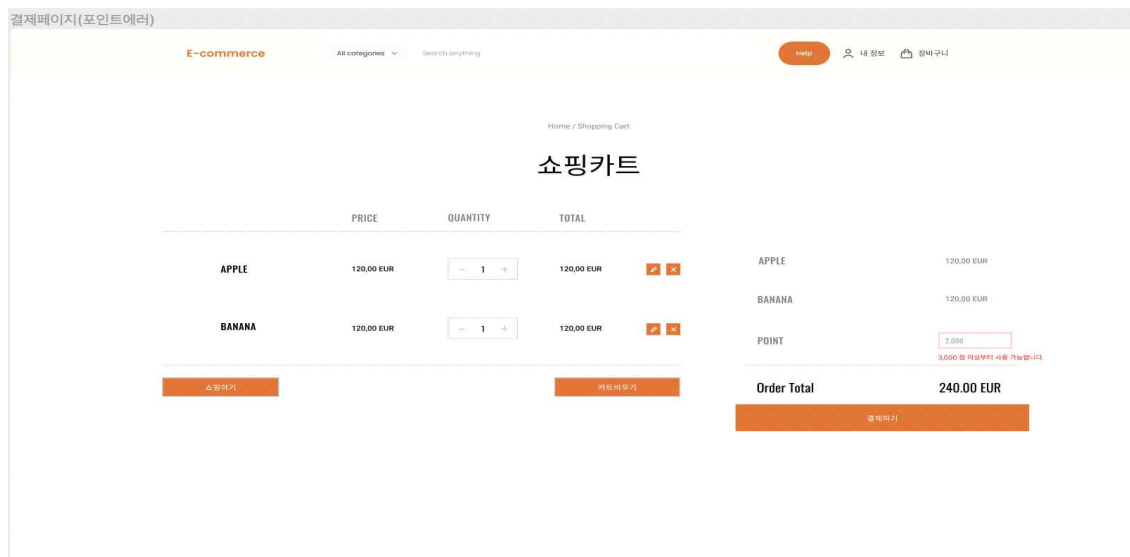 결제페이지(포인트에러)
E-commerce All categories Search anything Help 내 정보 장바구니
Home / Shopping Cart
쇼핑카트
PRICE QUANTITY TOTAL
APPLE 120,00 EUR − 1 + 120,00 EUR
BANANA 120,00 EUR − 1 + 120,00 EUR
쇼핑하기 카트비우기
APPLE 120,00 EUR
BANANA 120,00 EUR
POINT 2,000
3,000 점 이상부터 사용 가능합니다.
Order Total 240.00 EUR
결제하기